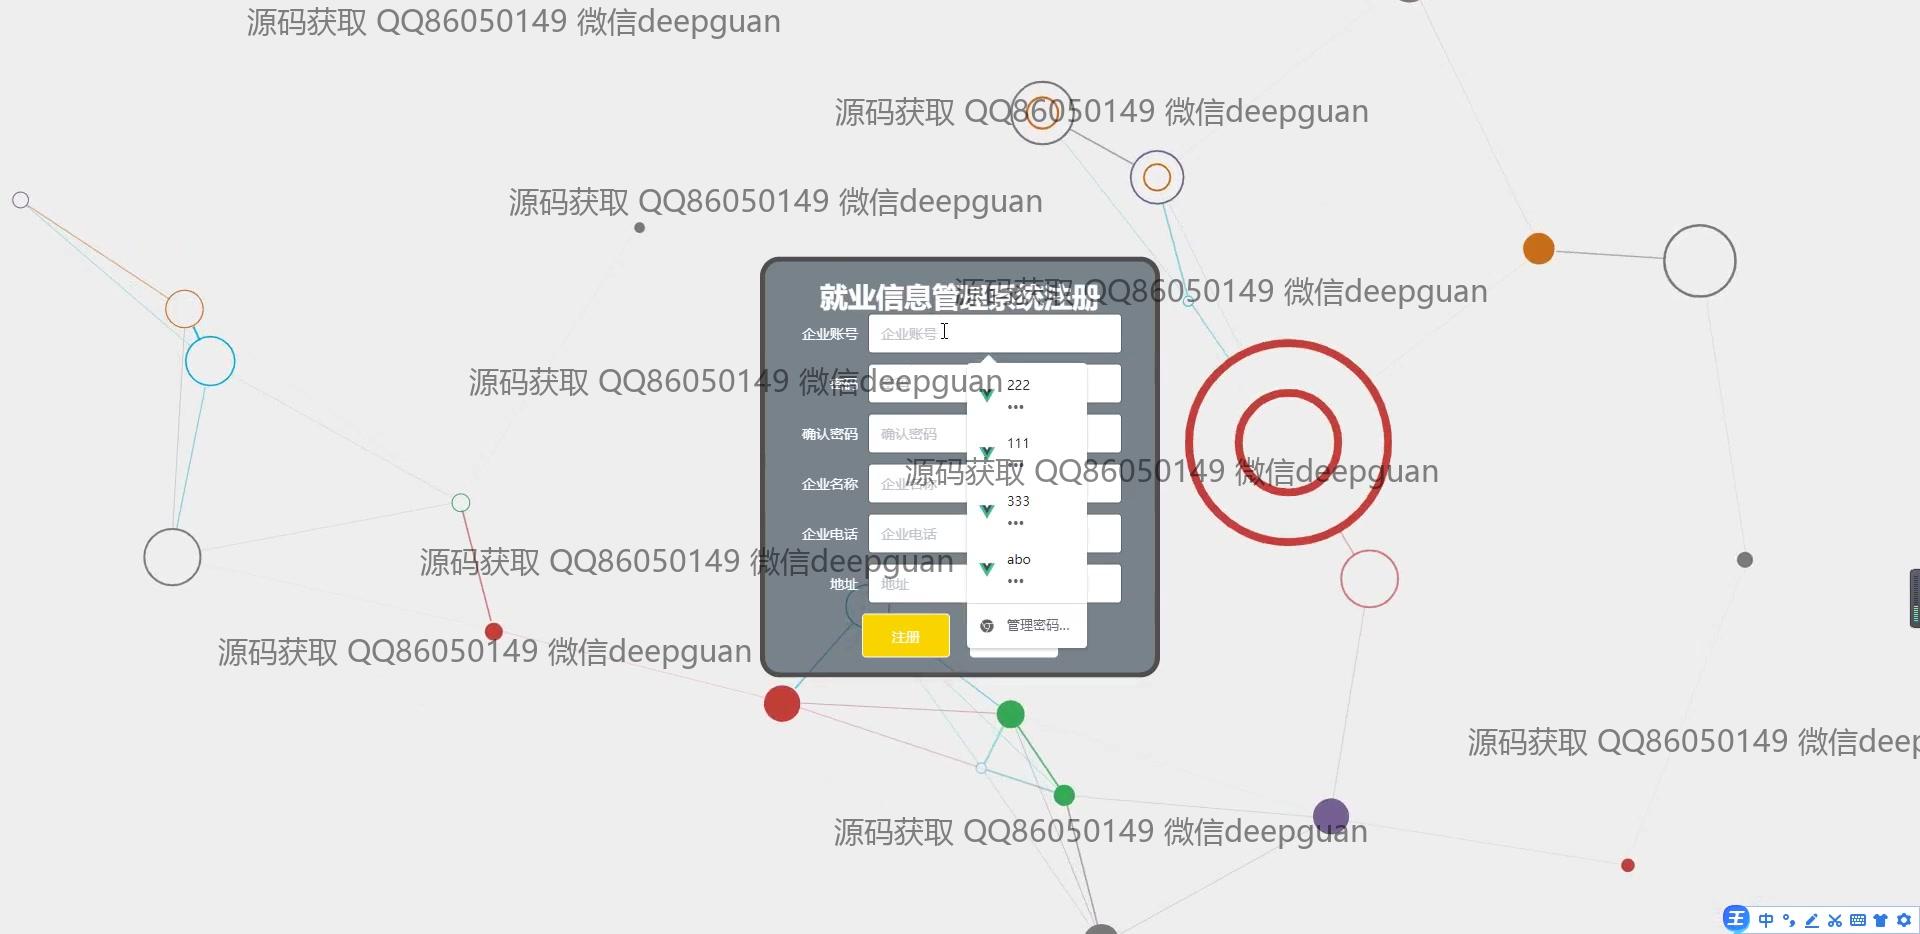 源码获取 QQ86050149 微信deepguan
源码获取 QQ86050149 微信deepguan
源码获取 QQ86050149 微信deepguan
源码获取 QQ86050149 微信deepguan
就业信息管理系统注册
企业账号 企业账号
源码获取 QQ86050149 微信deepguan
密码
222
•••
确认密码 确认密码
111
源码获取 QQ86050149 微信deepguan
企业名称 企业名称
333
•••
企业电话 企业电话
源码获取 QQ86050149 微信deepguan
abo
•••
地址 地址
注册
管理密码...
源码获取 QQ86050149 微信deepguan
源码获取 QQ86050149 微信deep
源码获取 QQ86050149 微信deepguan
王 中